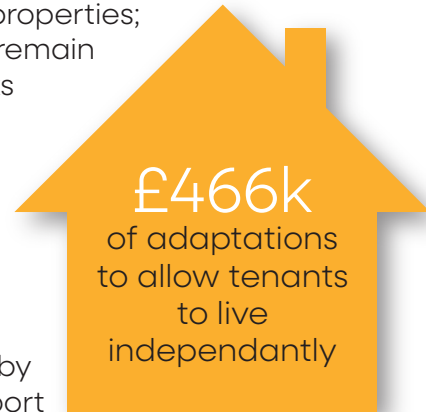 properties;
remain
s
£466k
of adaptations
to allow tenants
to live
independantly
by
port